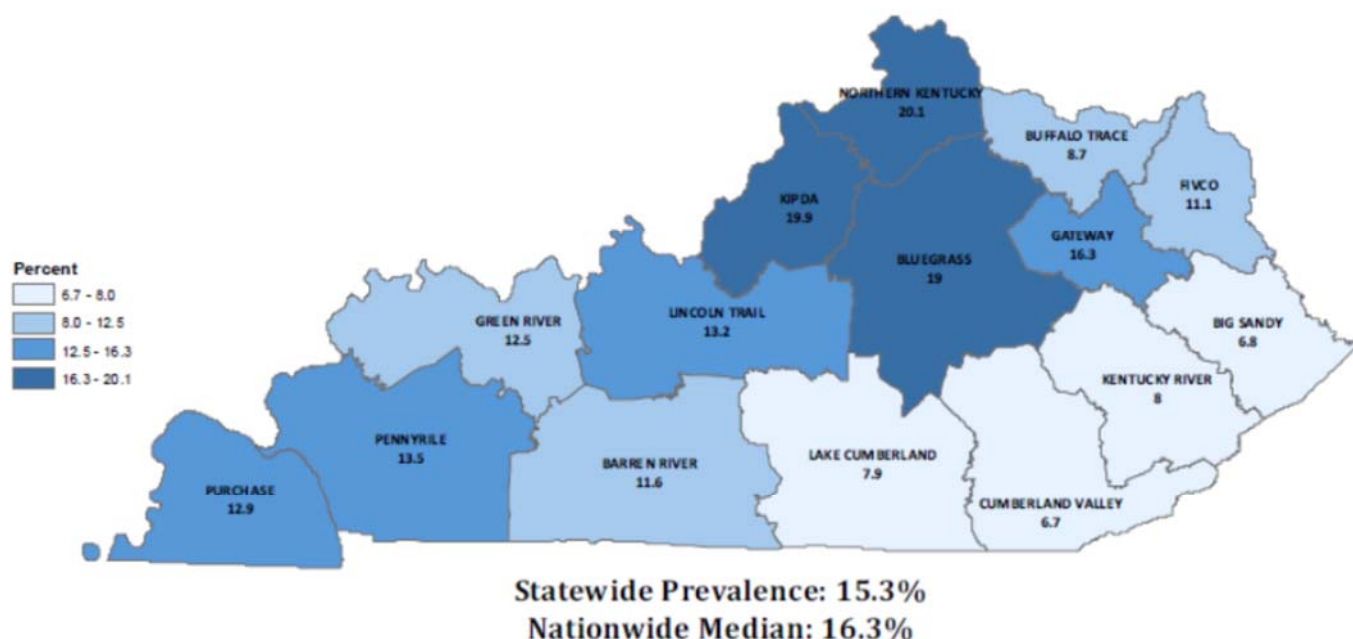 NORTHERN KENTUCKY
20.1
BUFFALO TRACE
8.7
FIVCO
11.1
KIPDA
19.9
GATEWAY
16.3
BLUEGRASS
19
Percent
6.7 - 8.0
8.0 - 12.5
12.5 - 16.3
16.3 - 20.1
GREEN RIVER
12.5
LINCOLN TRAIL
13.2
BIG SANDY
6.8
KENTUCKY RIVER
8
PENNYRILE
13.5
BARREN RIVER
11.6
LAKE CUMBERLAND
7.9
PURCHASE
12.9
CUMBERLAND VALLEY
6.7
Statewide Prevalence: 15.3%
Nationwide Median: 16.3%